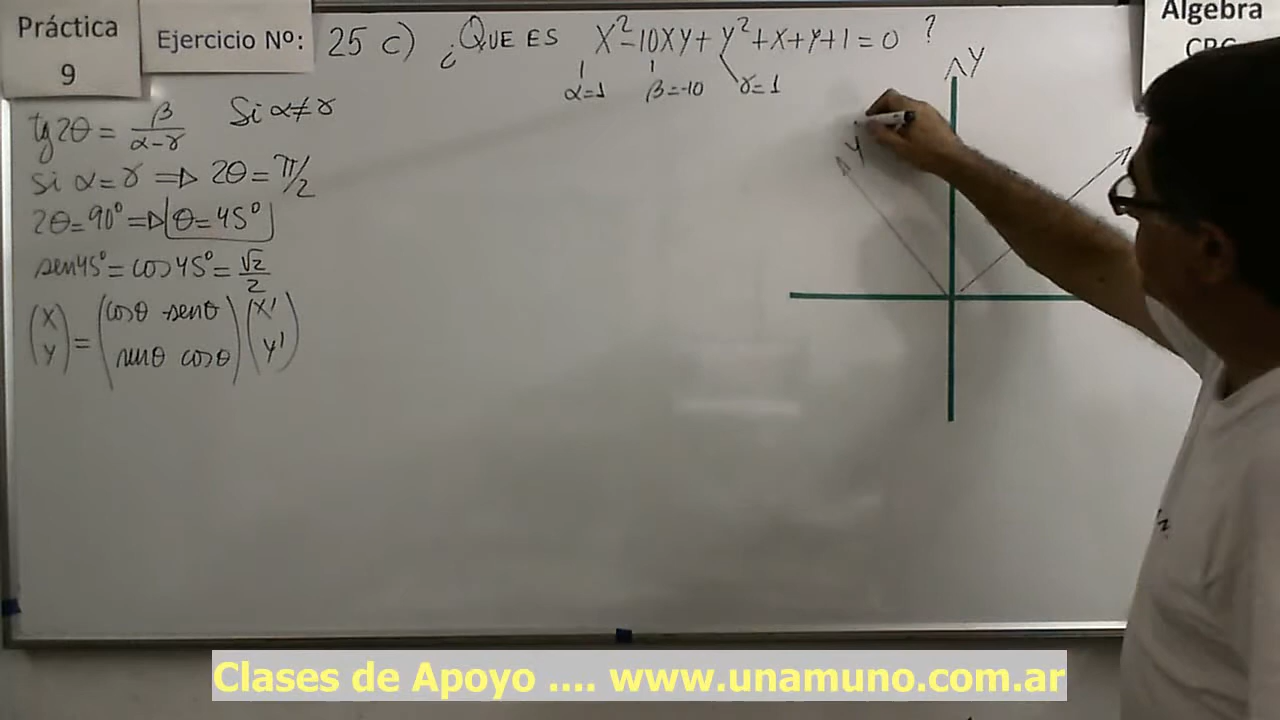 Práctica
9
Ejercicio Nº:
25 c) ¿QUE ES X²-10XY+Y²+X+Y+1=0 ?
Algebra
α=1 β=-10 γ=1
tg2θ = β/(α-γ) Si α≠γ
Si α=γ ⇒ 2θ=π/2
2θ=90° ⇒ θ=45°
sen45°=cos45°=√2/2
(X Y) = (cosθ -senθ senθ cosθ) (X' Y')
Y
Y
Clases de Apoyo .... www.unamuno.com.ar